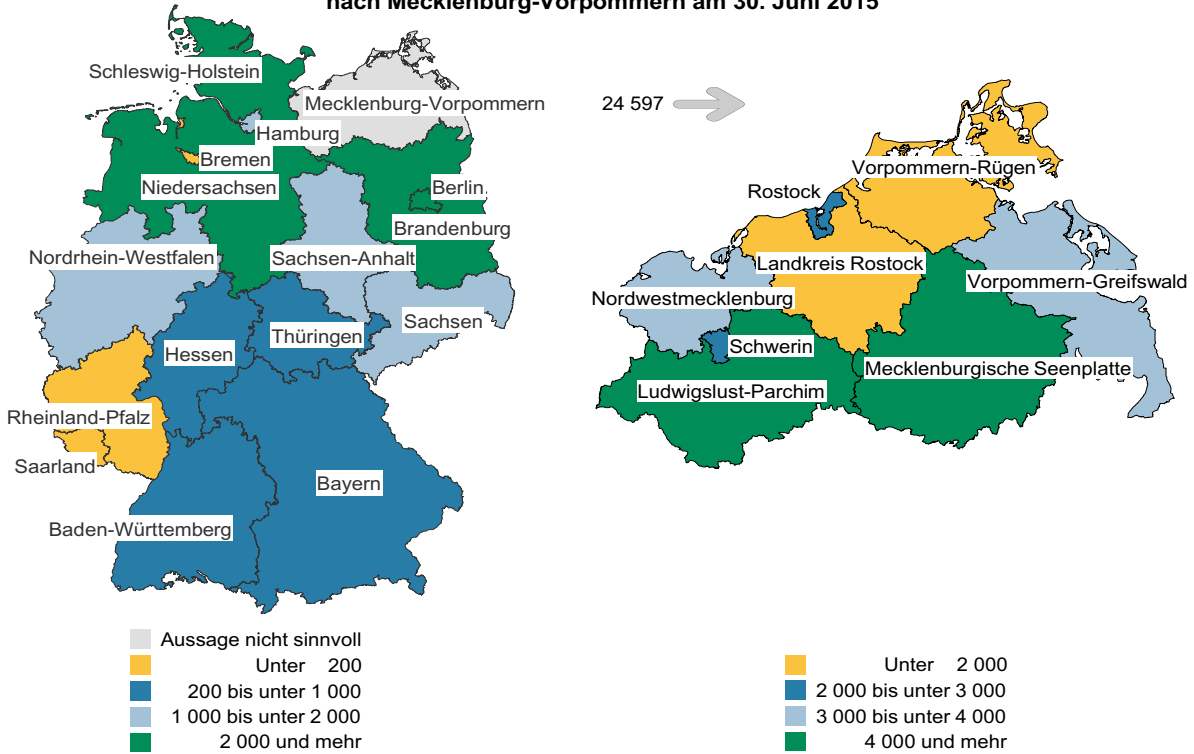 nach Mecklenburg-Vorpommern am 30. Juni 2015
Schleswig-Holstein
Mecklenburg-Vorpommern
Hamburg
Bremen
Niedersachsen
Berlin
Brandenburg
Nordrhein-Westfalen
Sachsen-Anhalt
Sachsen
Thüringen
Hessen
Rheinland-Pfalz
Saarland
Bayern
Baden-Württemberg
Aussage nicht sinnvoll
Unter 200
200 bis unter 1 000
1 000 bis unter 2 000
2 000 und mehr
24 597
Vorpommern-Rügen
Rostock
Landkreis Rostock
Vorpommern-Greifswald
Nordwestmecklenburg
Schwerin
Mecklenburgische Seenplatte
Ludwigslust-Parchim
Unter 2 000
2 000 bis unter 3 000
3 000 bis unter 4 000
4 000 und mehr